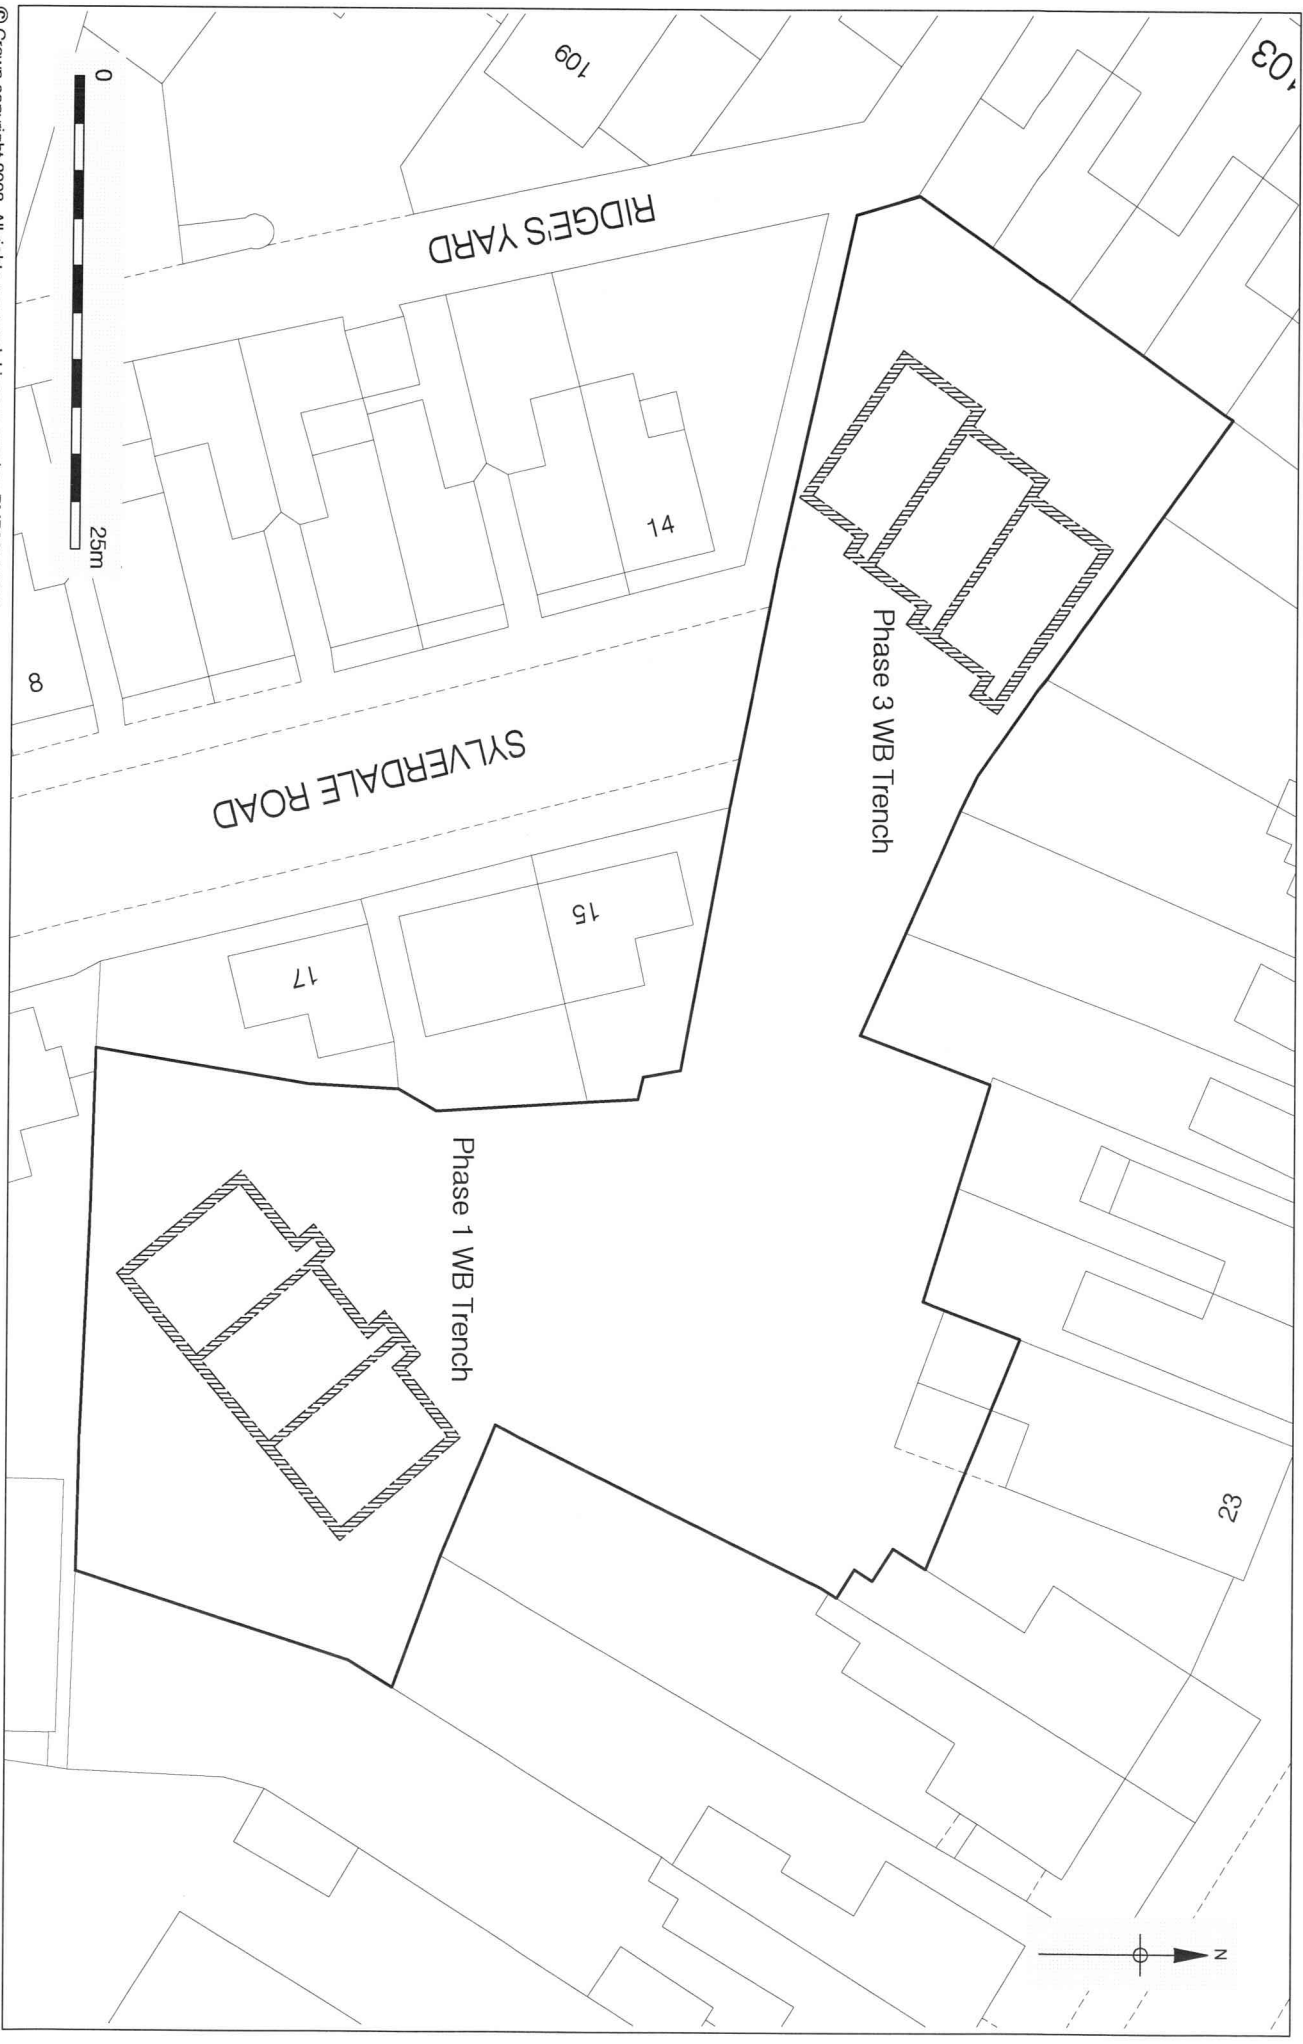 103
109
RIDGE'S YARD
0
25m
14
Phase 3 WB Trench
8
SYLVERDALE ROAD
15
17
Phase 1 WB Trench
23
N